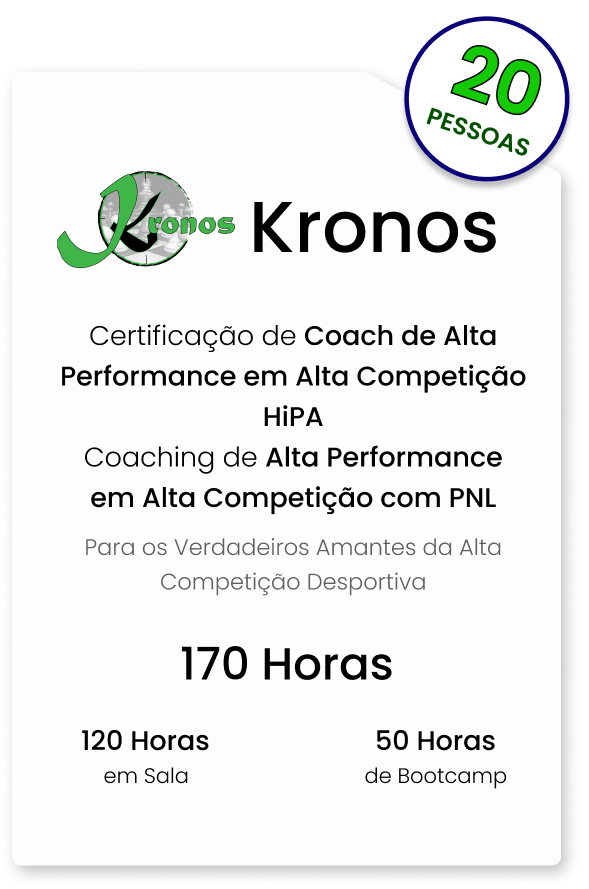 20
PESSOAS
Kronos Kronos
Certificação de Coach de Alta
Performance em Alta Competição
HiPA
Coaching de Alta Performance
em Alta Competição com PNL
Para os Verdadeiros Amantes da Alta
Competição Desportiva
170 Horas
120 Horas 50 Horas
em Sala de Bootcamp